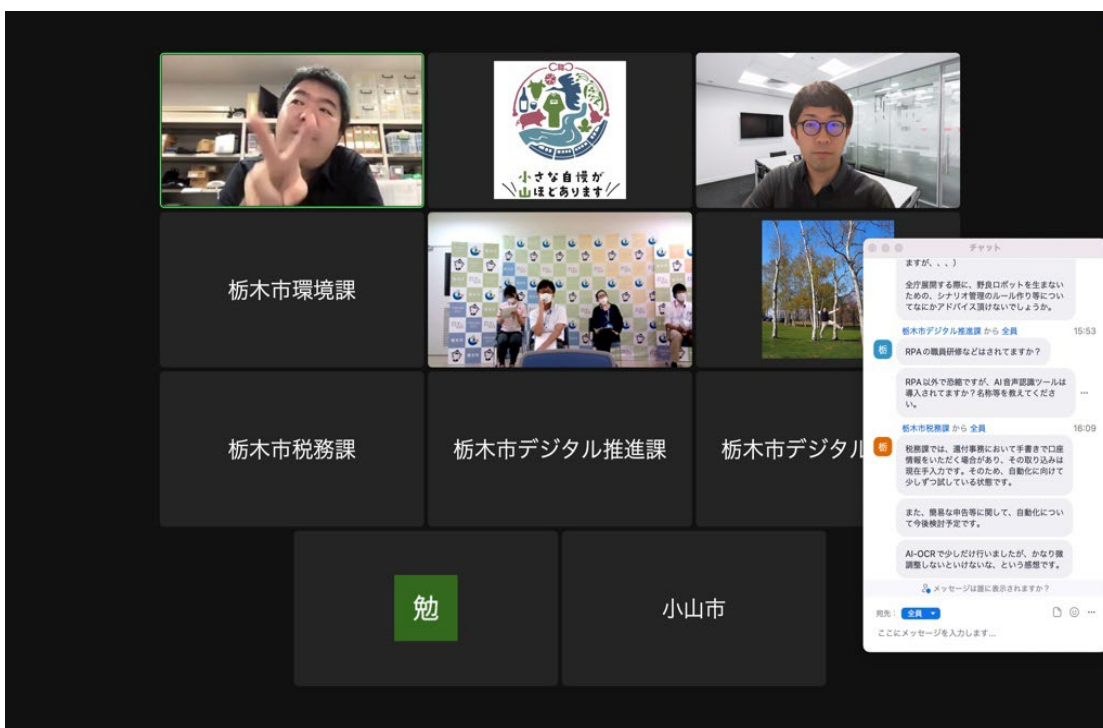 小さな自慢が
山ほどあります
栃木市環境課
栃木市税務課
栃木市デジタル推進課
栃木市デジタル
勉
小山市
チャット
ますが、、、）
全庁展開する際に、野良ロボットを生まない
ための、シナリオ管理のルール作り等につい
てなにかアドバイス頂けないでしょうか。
栃木市デジタル推進課 から 全員 15:53
栃
RPAの職員研修などはされてますか？
RPA以外で恐縮ですが、AI音声認識ツールは
導入されてますか？名称等を教えてくださ
い。
栃木市税務課 から 全員 16:09
栃
税務課では、還付事務において手書きで口座
情報をいただく場合があり、その取り込みは
現在手入力です。そのため、自動化に向けて
少しずつ試している状態です。
また、簡易な申告等に関して、自動化につい
て今後検討予定です。
AI-OCRで少しだけ行いましたが、かなり微
調整しないといけないな、という感想です。
メッセージは誰に表示されますか？
宛先： 全員
ここにメッセージを入力します...